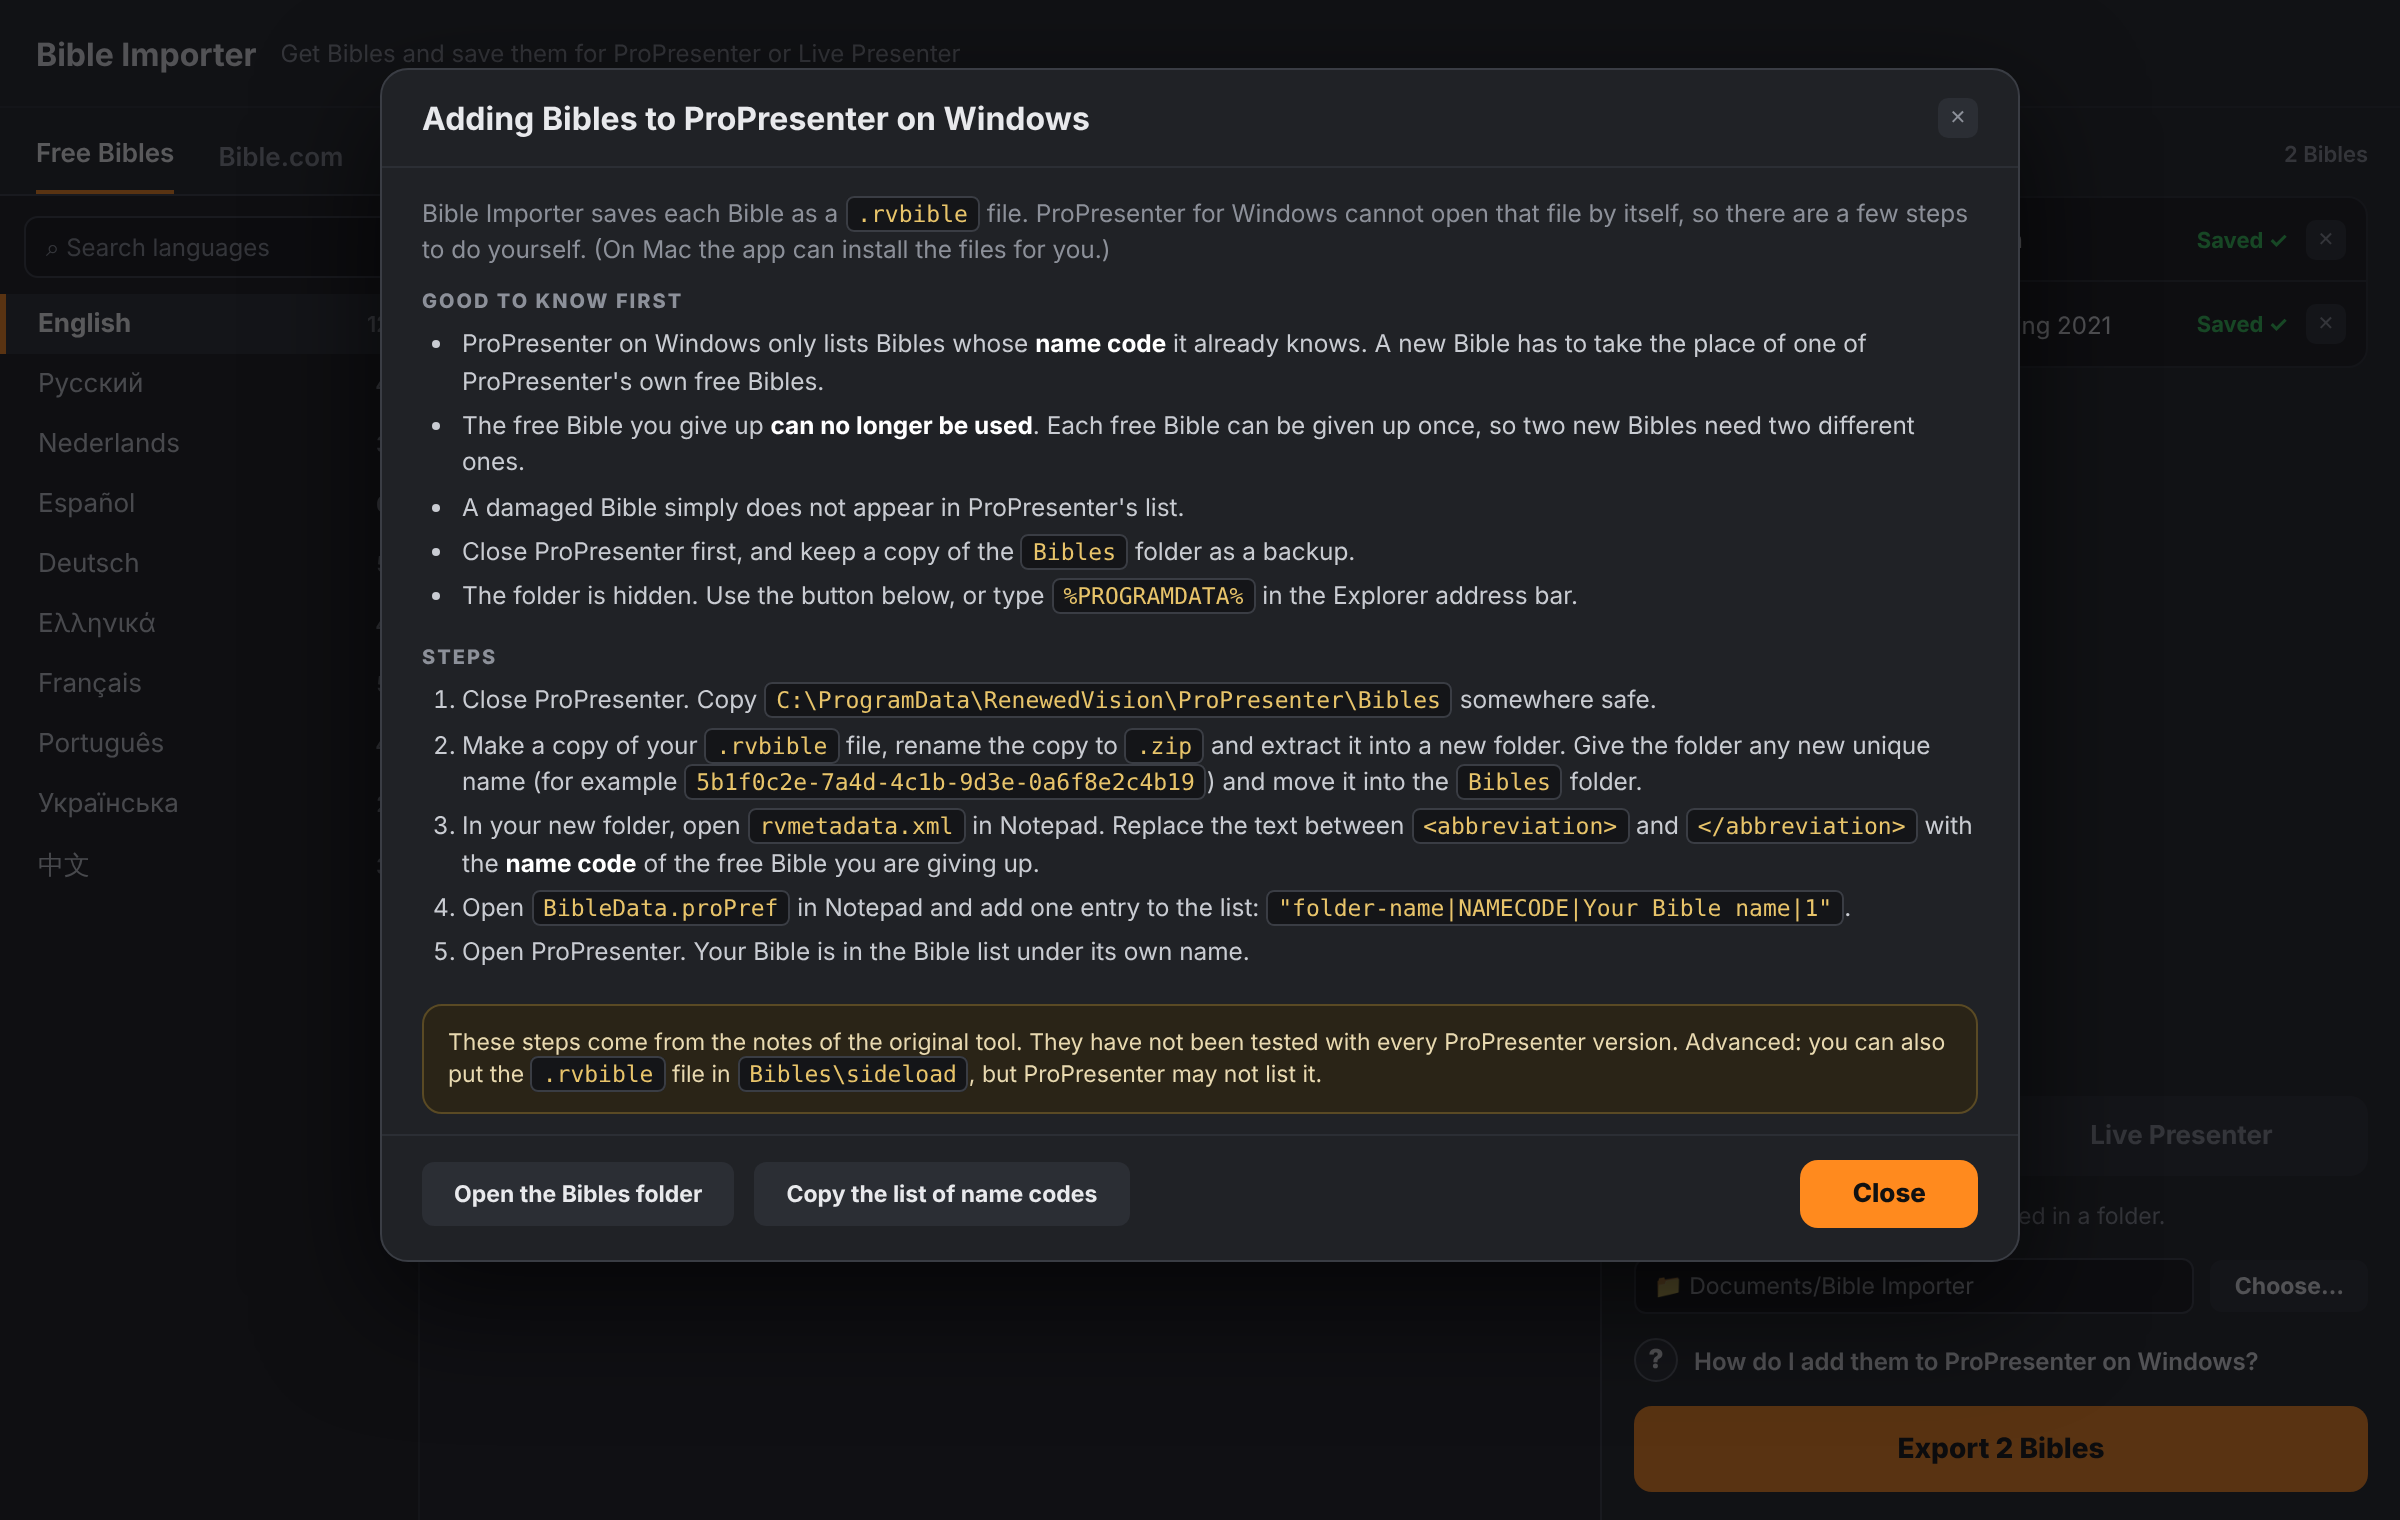 Bible Importer Get Bibles and save them for ProPresenter or Live Presenter
Adding Bibles to ProPresenter on Windows
Free Bibles Bible.com
2 Bibles
Bible Importer saves each Bible as a .rvbible file. ProPresenter for Windows cannot open that file by itself, so there are a few steps
to do yourself. (On Mac the app can install the files for you.)
Search languages
Saved ✓
GOOD TO KNOW FIRST
English
ng 2021 Saved ✓
• ProPresenter on Windows only lists Bibles whose name code it already knows. A new Bible has to take the place of one of
ProPresenter's own free Bibles.
Русский
• The free Bible you give up can no longer be used. Each free Bible can be given up once, so two new Bibles need two different
ones.
Nederlands
• A damaged Bible simply does not appear in ProPresenter's list.
Español
• Close ProPresenter first, and keep a copy of the Bibles folder as a backup.
Deutsch
• The folder is hidden. Use the button below, or type %PROGRAMDATA% in the Explorer address bar.
Ελληνικά
STEPS
Français
1. Close ProPresenter. Copy C:\ProgramData\RenewedVision\ProPresenter\Bibles somewhere safe.
Português
2. Make a copy of your .rvbible file, rename the copy to .zip and extract it into a new folder. Give the folder any new unique
name (for example 5b1f0c2e-7a4d-4c1b-9d3e-0a6f8e2c4b19) and move it into the Bibles folder.
Українська
3. In your new folder, open rvmetadata.xml in Notepad. Replace the text between <abbreviation> and </abbreviation> with
the name code of the free Bible you are giving up.
中文
4. Open BibleData.proPref in Notepad and add one entry to the list: "folder-name|NAMECODE|Your Bible name|1".
5. Open ProPresenter. Your Bible is in the Bible list under its own name.
These steps come from the notes of the original tool. They have not been tested with every ProPresenter version. Advanced: you can also
put the .rvbible file in Bibles\sideload, but ProPresenter may not list it.
Live Presenter
Open the Bibles folder Copy the list of name codes Close
ed in a folder.
Documents/Bible Importer Choose...
? How do I add them to ProPresenter on Windows?
Export 2 Bibles